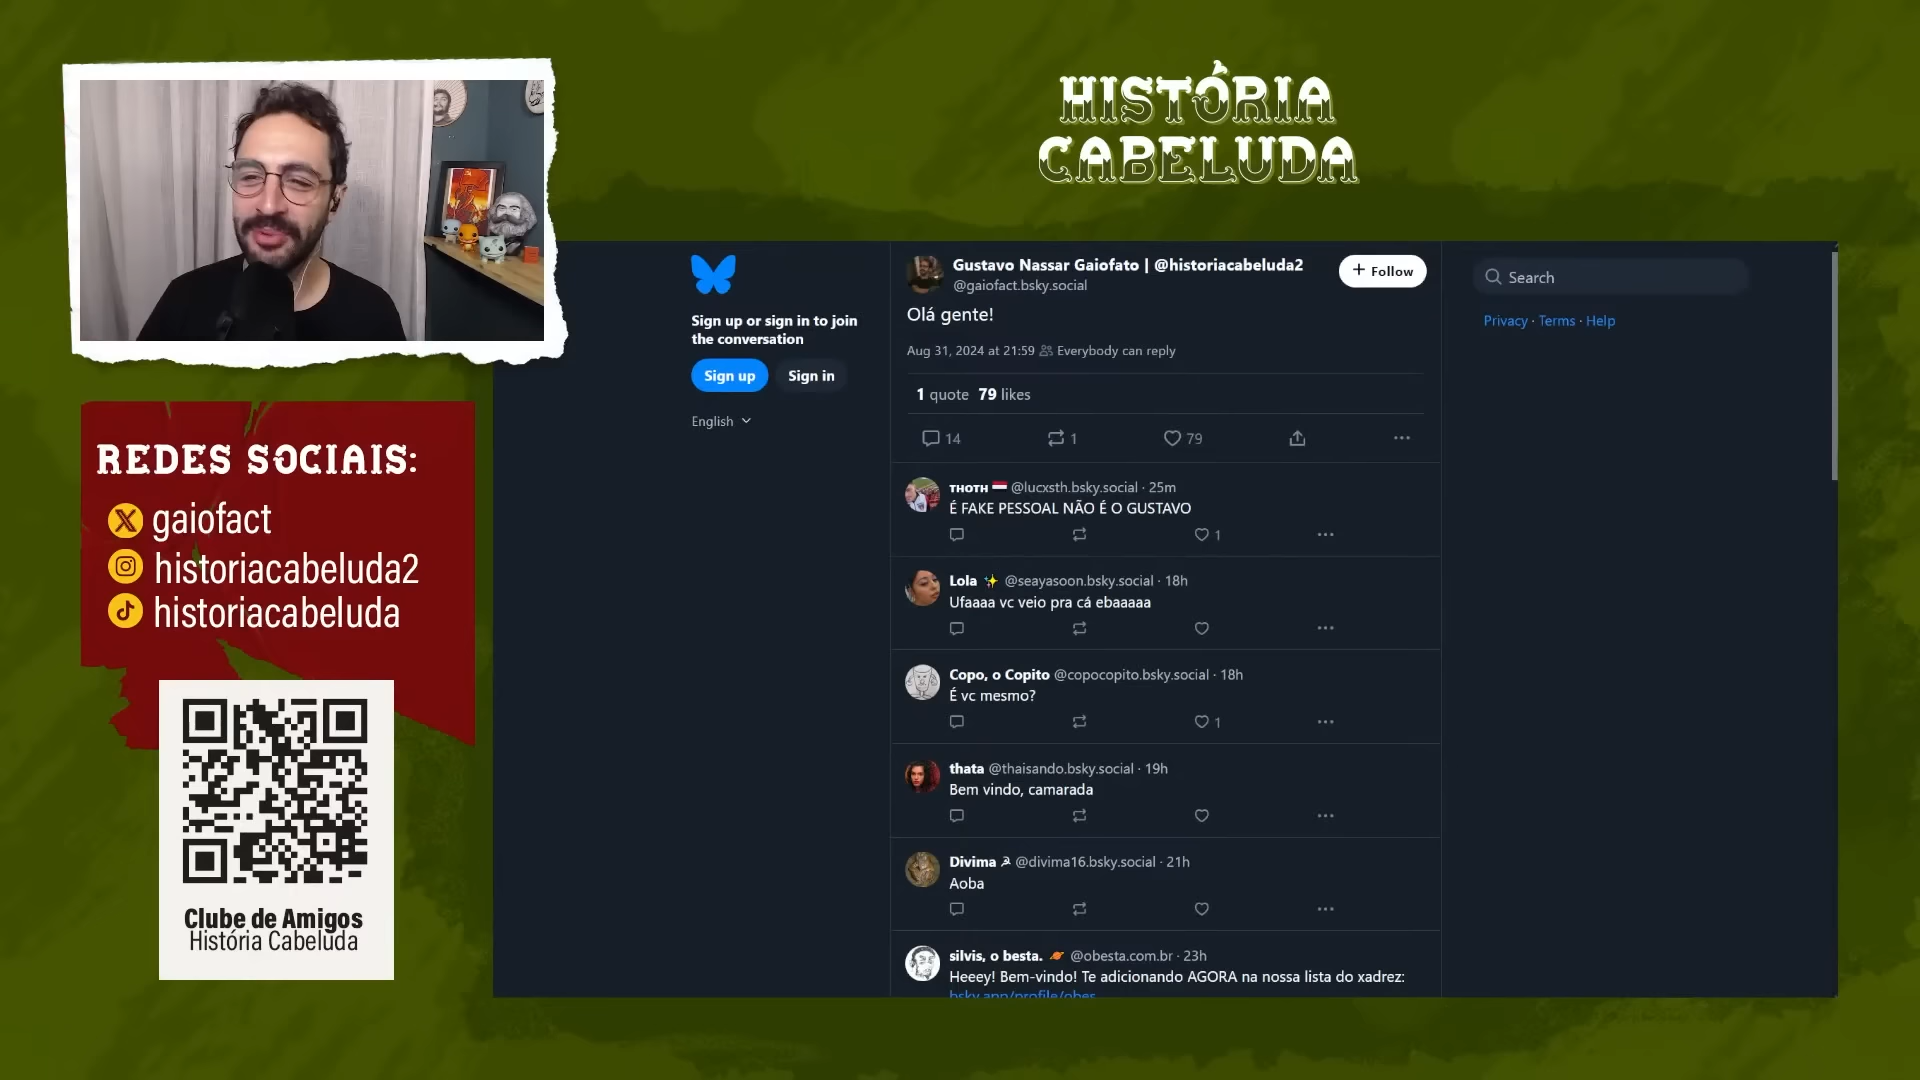 HISTÓRIA
CABELUDA
REDES SOCIAIS:
gaiofact
historiacabeluda2
historiacabeluda
Clube de Amigos
História Cabeluda
Sign up or sign in to join
the conversation
Sign up
Sign in
English
Gustavo Nassar Gaiofato | @historiacabeluda2
@gaiofact.bsky.social
+ Follow
Olá gente!
Aug 31, 2024 at 21:59 Everybody can reply
1 quote 79 likes
14 1 79
THOTH @lucxsth.bsky.social · 25m
É FAKE PESSOAL NÃO É O GUSTAVO
1
Lola ✨ @seayasoon.bsky.social · 18h
Ufaaaa vc veio pra cá ebaaaaa
Copo, o Copito @copocopito.bsky.social · 18h
É vc mesmo?
1
thata @thaisando.bsky.social · 19h
Bem vindo, camarada
Divima ☭ @divima16.bsky.social · 21h
Aoba
silvis, o besta. 🪐 @obesta.com.br · 23h
Heeey! Bem-vindo! Te adicionando AGORA na nossa lista do xadrez:
bsky.app/profile/obes...
Search
Privacy · Terms · Help